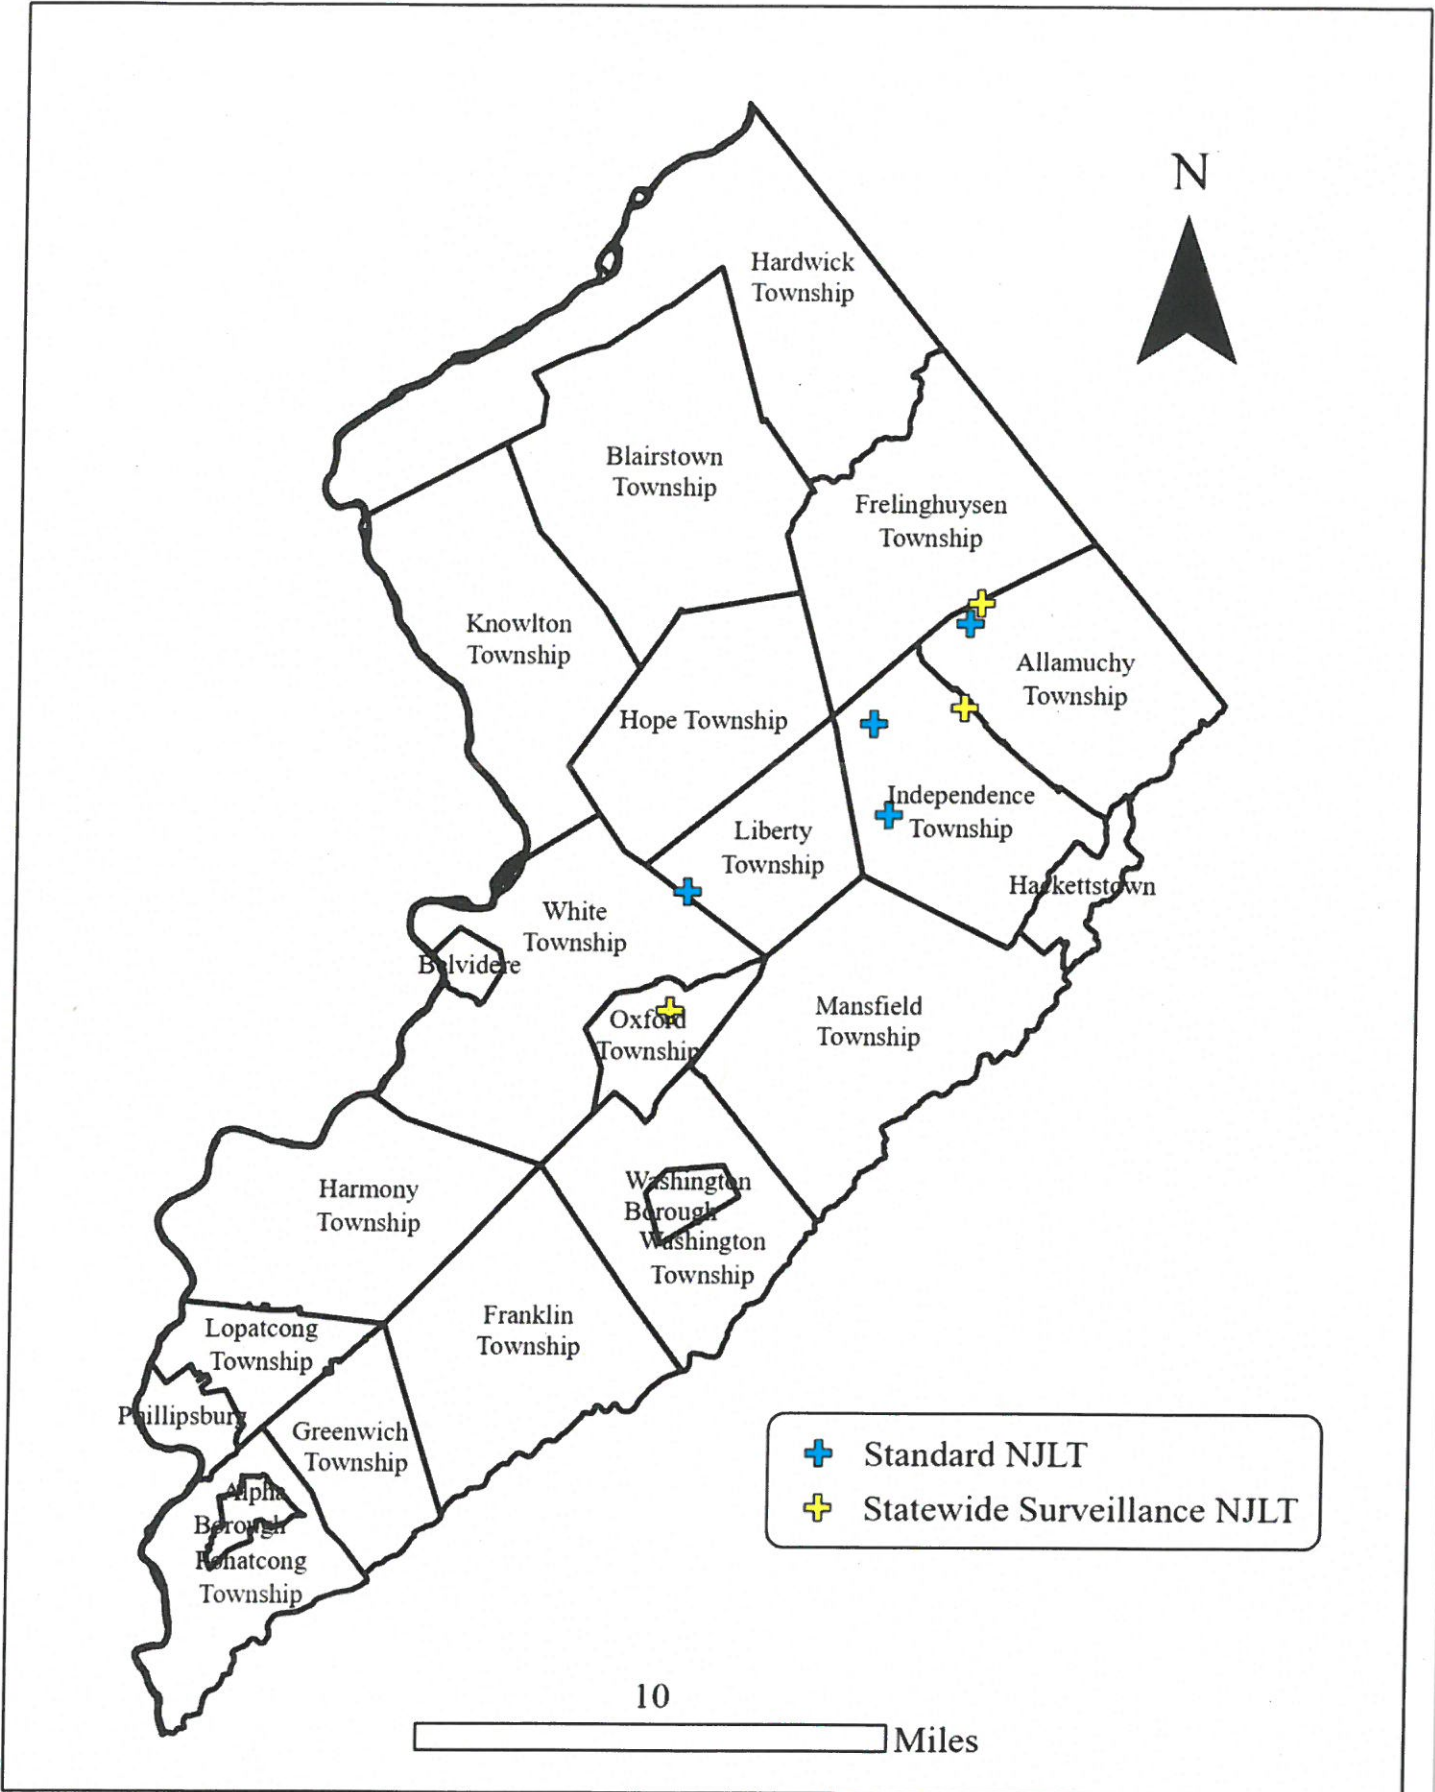 N
Hardwick
Township
Blairstown
Township
Frelinghuysen
Township
Knowlton
Township
Allamuchy
Township
Hope Township
Independence
Township
Liberty
Township
Hackettstown
White
Township
Belvidere
Mansfield
Township
Oxford
Township
Washington
Borough
Washington
Township
Harmony
Township
Franklin
Township
Lopatcong
Township
Phillipsburg
Greenwich
Township
Alpha
Borough
Pohatcong
Township
Standard NJLT
Statewide Surveillance NJLT
10
Miles